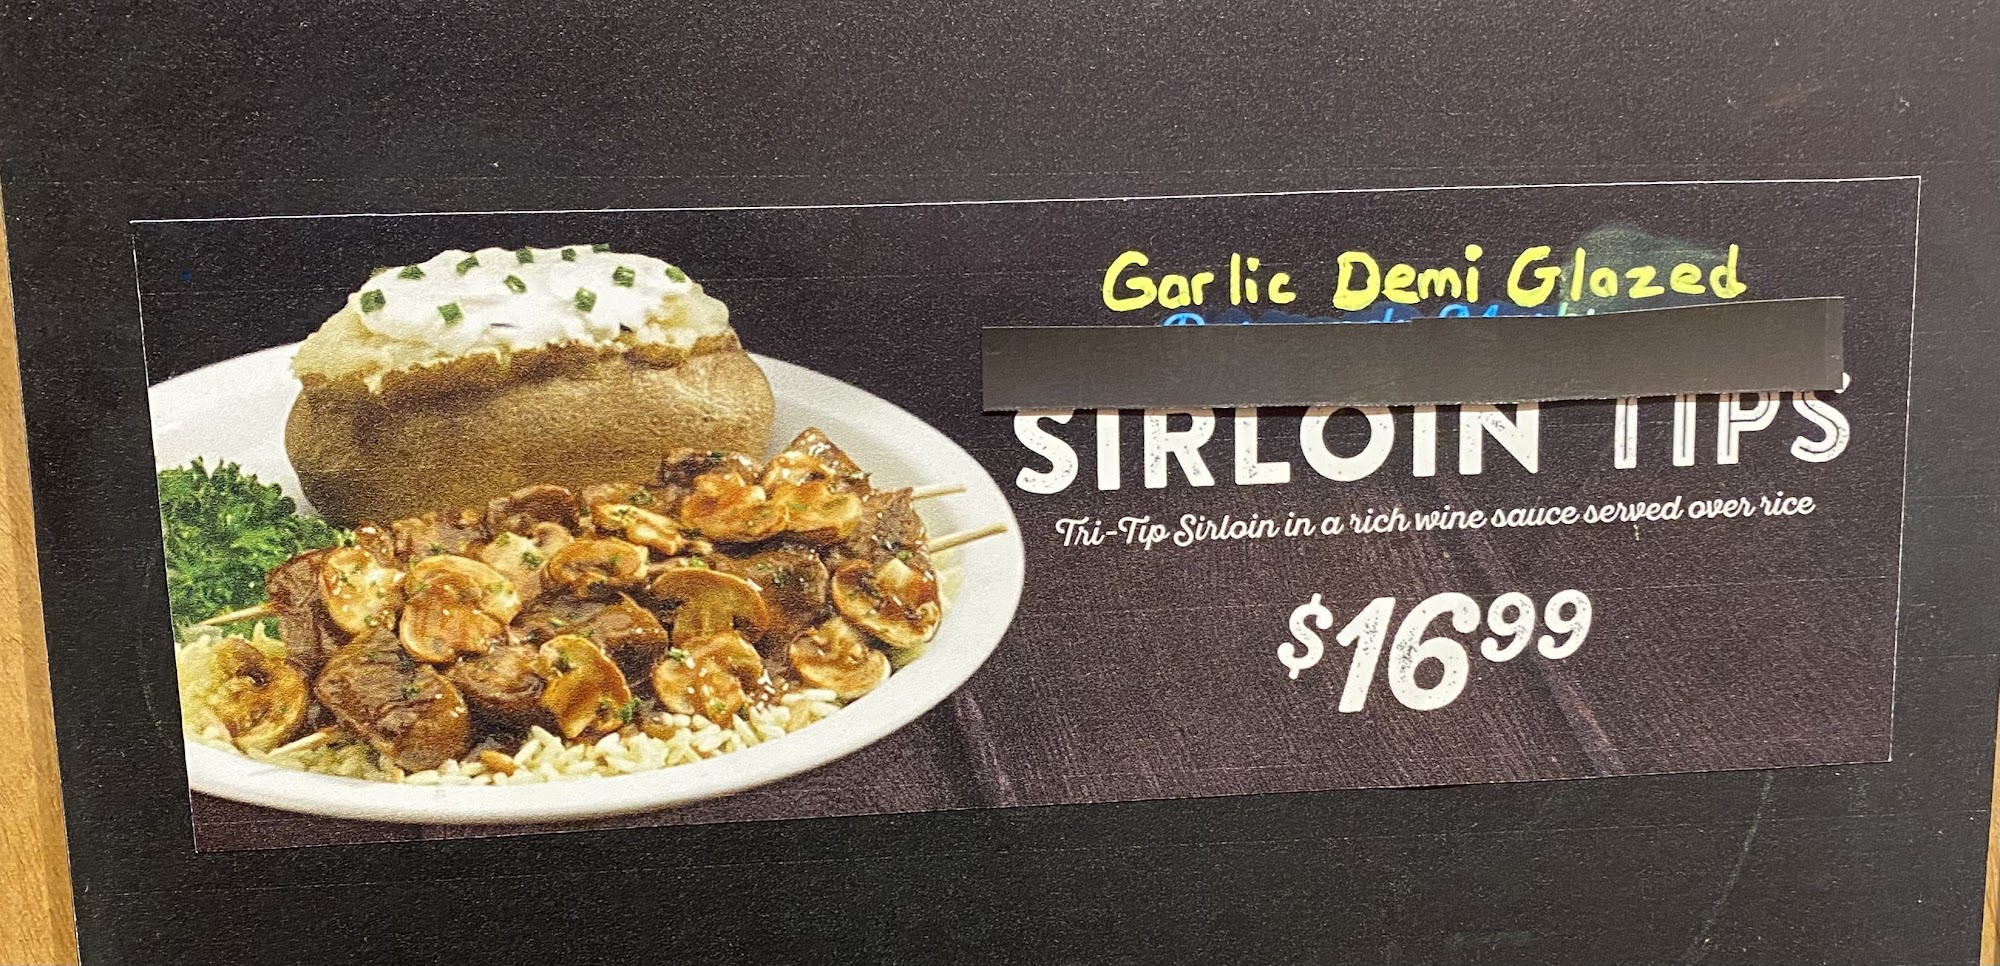 Garlic Demi Glazed
SIRLOIN TIPS
Tri-Tip Sirloin in a rich wine sauce served over rice
$16.99